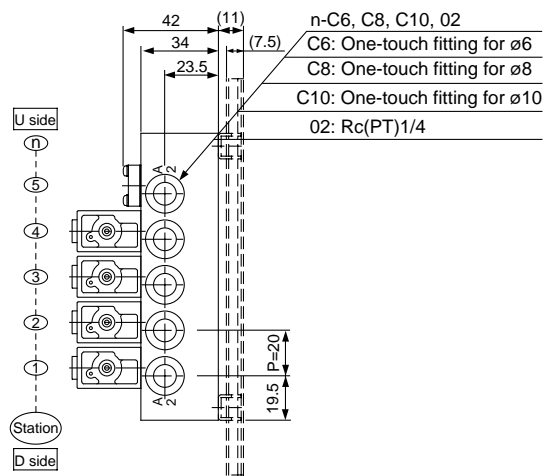 42
(11)
n-C6, C8, C10, 02
34
(7.5)
C6: One-touch fitting for ø6
23.5
C8: One-touch fitting for ø8
C10: One-touch fitting for ø10
02: Rc(PT)1/4
U side
n
A
2
5
4
3
2
P=20
1
19.5
A
2
Station
D side